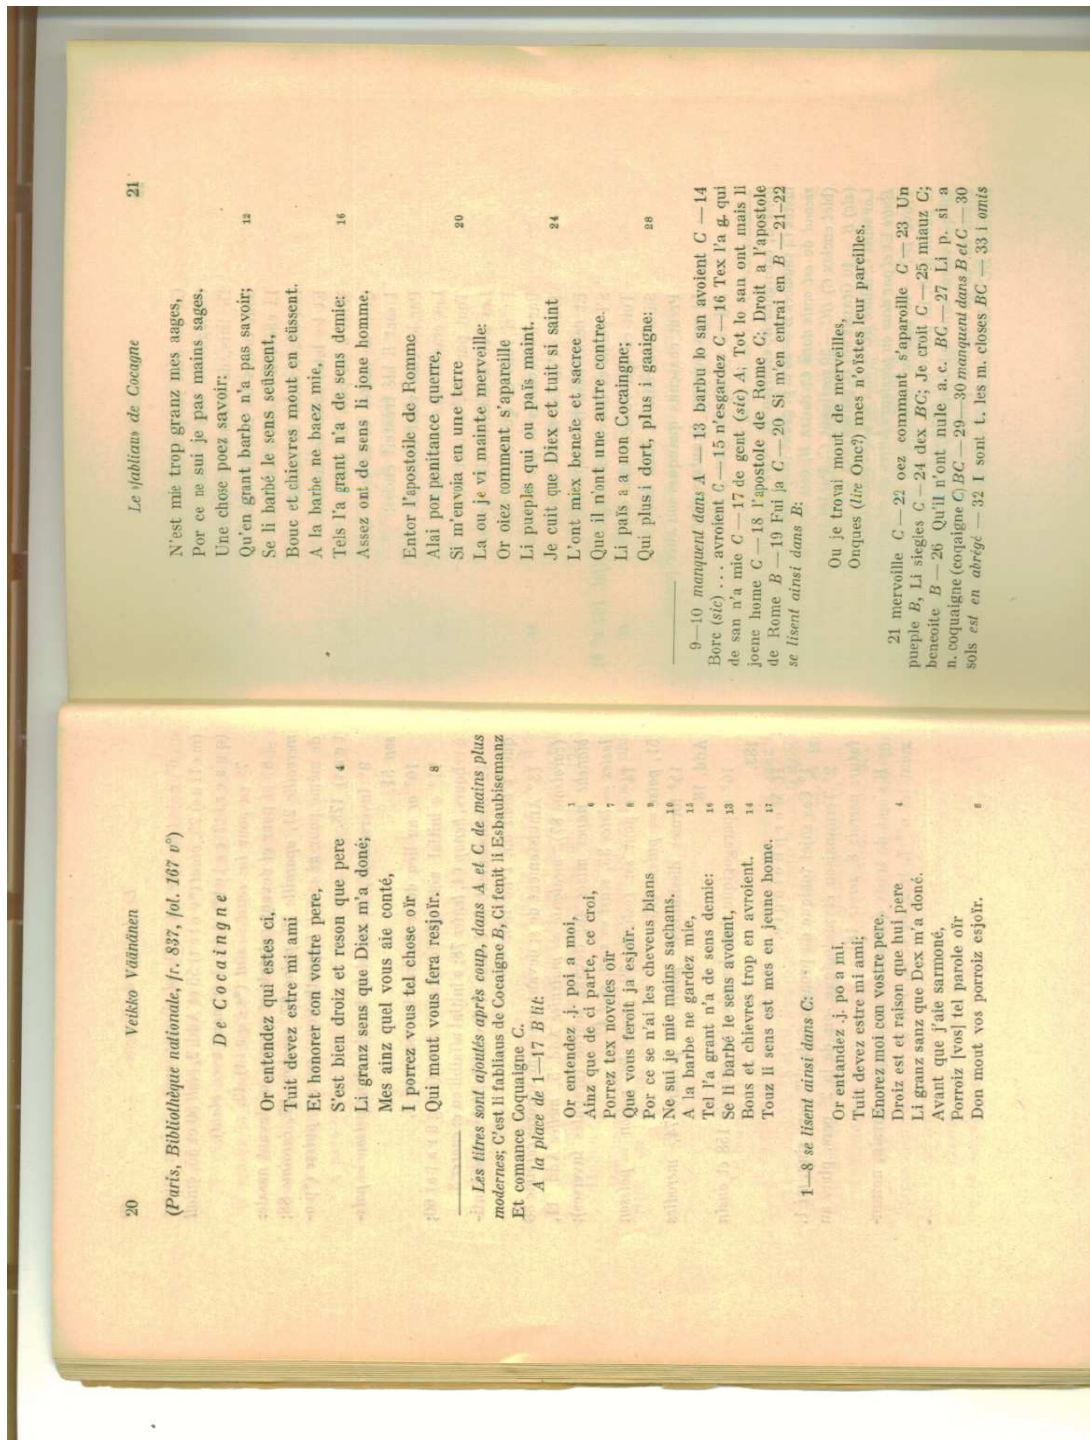 20 Veikko Väänänen
(Paris, Bibliothèque nationale, fr. 837, fol. 167 v°)
De Cocaingne
Or entendez qui estes ci,
Tuit devez estre mi ami
Et honorer con vostre pere,
S'est bien droiz et reson que pere 4
Li granz sens que Diex m'a doné;
Mes ainz quel vous aie conté,
I porrez vous tel chose oïr
Qui mout vous fera resjoïr. 8
Les titres sont ajoutés après coup, dans A et C de mains plus
modernes; C'est li fabliaus de Cocaigne B, Ci fenit li Esbaubisemanz
Et comance Coquaigne C.
A la place de 1—17 B lit:
Or entendez .j. poi a moi, 1
Ainz que de ci parte, ce croi, 6
Porrez tex noveles oïr 7
Que vous feroit ja esjoïr. 8
Por ce se n'ai les cheveus blans 9
Ne sui je mie mains sachans. 10
A la barbe ne gardez mie, 15
Tel l'a grant n'a de sens demie: 16
Se li barbé le sens avoient, 13
Bous et chievres trop en avroient. 14
Touz li sens est mes en jeune home. 17
1—8 se lisent ainsi dans C:
Or entandez .j. po a mi,
Tuit devez estre mi ami;
Enorez moi con vostre pere.
Droiz est et raison que hui pere 4
Li granz sanz que Dex m'a doné.
Avant que j'aie sarmoné,
Porroiz [vos] tel parole oïr
Don mout vos porroiz esjoïr. 8
Le fabliaus de Cocagne 21
N'est mie trop granz mes aages,
Por ce ne sui je pas mains sages.
Une chose poez savoir:
Qu'en grant barbe n'a pas savoir; 12
Se li barbé le sens seüssent,
Bouc et chievres mout en eüssent.
A la barbe ne baez mie,
Tels l'a grant n'a de sens demie: 16
Assez ont de sens li jone homme.
Entor l'apostoile de Romme
Alai por penitance querre,
Si m'envoia en une terre 20
La ou je vi mainte merveille:
Or oiez comment s'apareille
Li pueples qui ou païs maint.
Je cuit que Diex et tuit si saint 24
L'ont miex beneïe et sacree
Que il n'ont une autre contree.
Li païs a a non Cocaingne;
Qui plus i dort, plus i gaaigne: 28
9—10 manquent dans A — 13 barbu lo san avoient C — 14
Borc (sic) ... avroient C — 15 n'esgardez C — 16 Tex l'a g. qui
de san n'a mie C — 17 de gent (sic) A; Tot lo san ont mais li
joene home C — 18 l'apostole de Rome C; Droit a l'apostole
de Rome B — 19 Fui ja C — 20 Si m'en entrai en B — 21–22
se lisent ainsi dans B:
Ou je trovai mout de merveilles,
Onques (lire Onc?) mes n'oïstes leur pareilles.
21 mervoille C — 22 oez commant s'aparoille C — 23 Un
pueple B, Li siegles C — 24 dex BC; Je croit C — 25 miauz C;
beneoite B — 26 Qu'il n'ont nule a. c. BC — 27 Li p. si a
n. coquaigne (coqaigne C) BC — 29—30 manquent dans B et C — 30
sols est en abrégé — 32 I sont t. les m. closes BC — 33 i omis